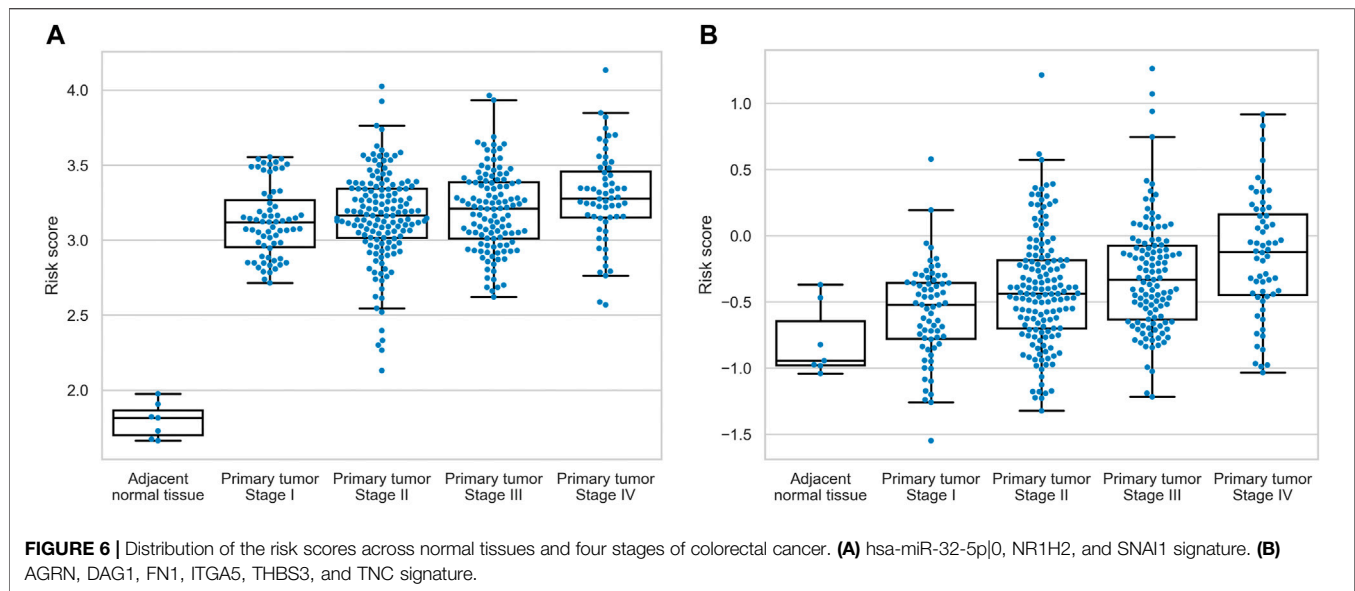 A
B
Risk score
4.0
3.5
3.0
2.5
2.0
Adjacent
normal tissue
Primary tumor
Stage I
Primary tumor
Stage II
Primary tumor
Stage III
Primary tumor
Stage IV
Risk score
1.0
0.5
0.0
−0.5
−1.0
−1.5
Adjacent
normal tissue
Primary tumor
Stage I
Primary tumor
Stage II
Primary tumor
Stage III
Primary tumor
Stage IV
FIGURE 6 | Distribution of the risk scores across normal tissues and four stages of colorectal cancer. (A) hsa-miR-32-5p|0, NR1H2, and SNAI1 signature. (B)
AGRN, DAG1, FN1, ITGA5, THBS3, and TNC signature.